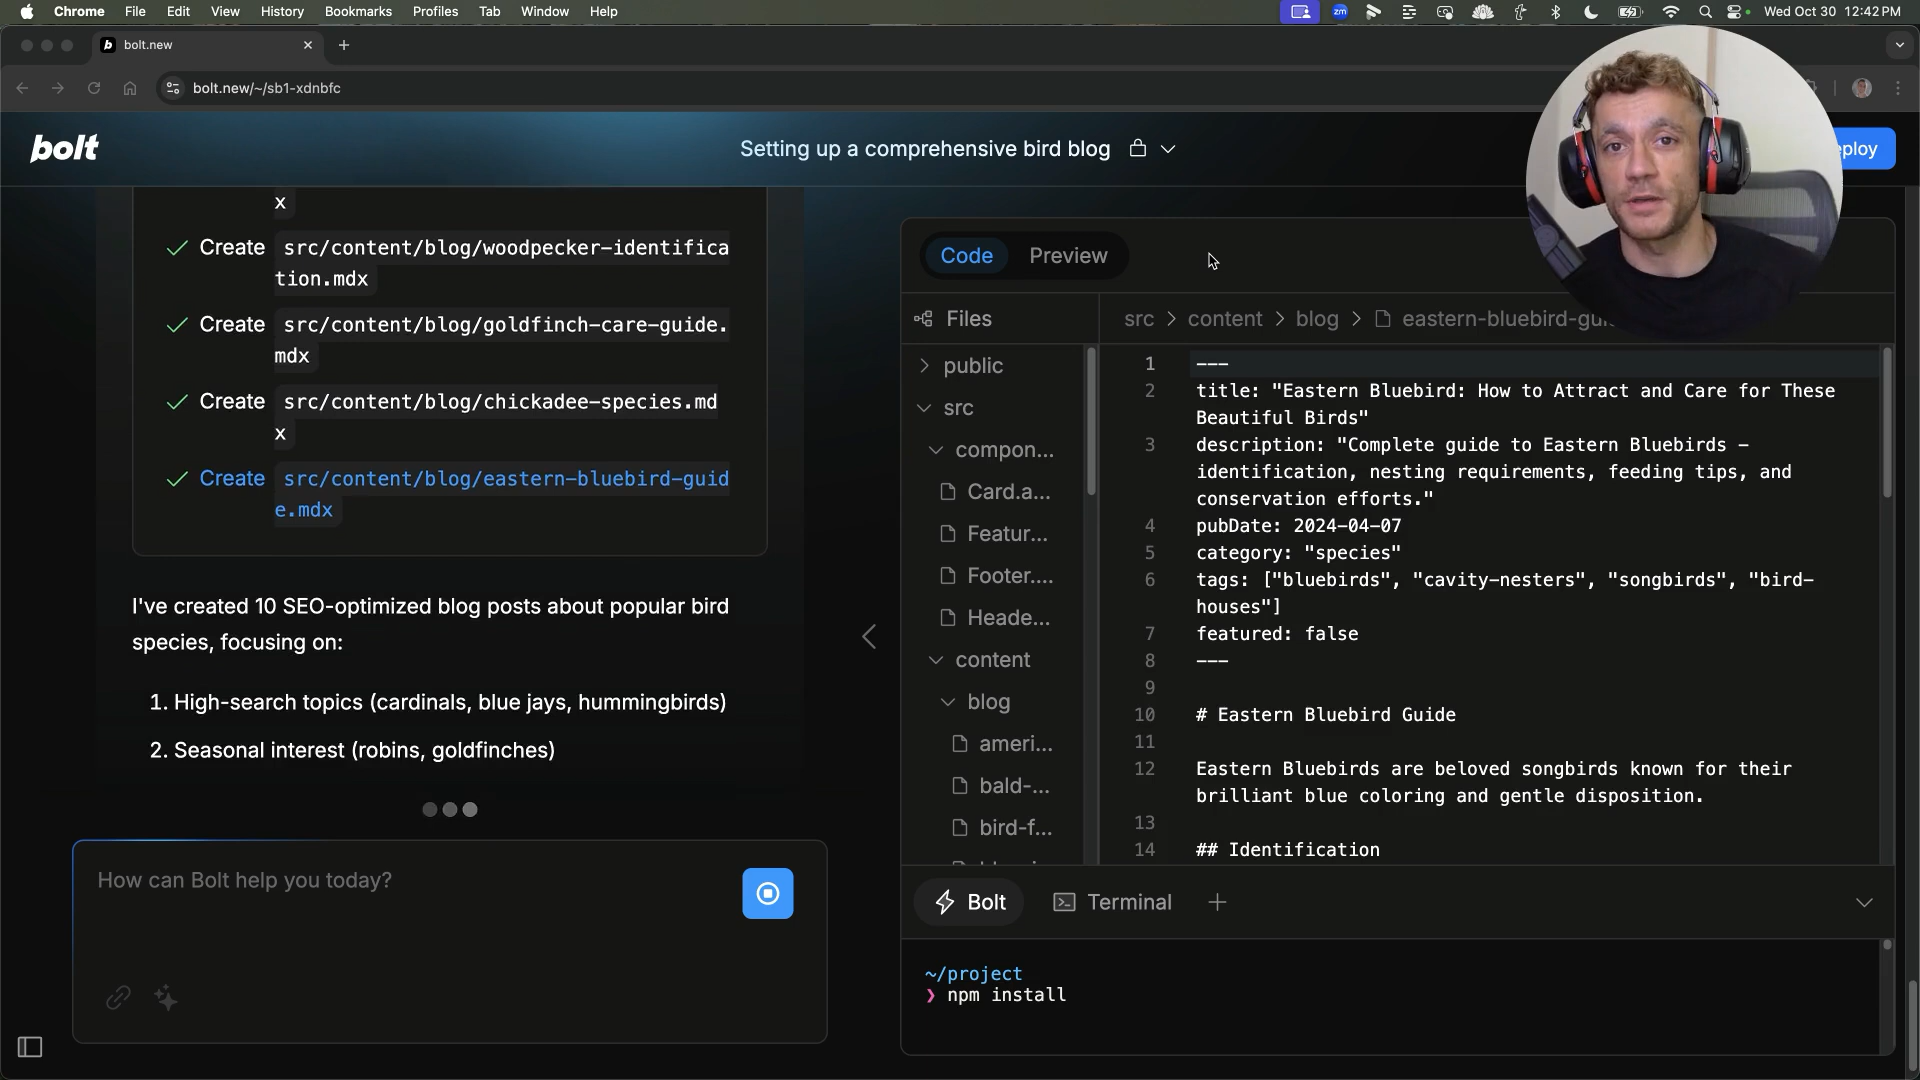 Chrome File Edit View History Bookmarks Profiles Tab Window Help
zm
Wed Oct 30 12:42 PM
b bolt.new
bolt.new/~/sb1-xdnbfc
bolt
Setting up a comprehensive bird blog
eploy
x
Create src/content/blog/woodpecker-identifica
tion.mdx
Create src/content/blog/goldfinch-care-guide.
mdx
Create src/content/blog/chickadee-species.md
x
Create src/content/blog/eastern-bluebird-guid
e.mdx
I've created 10 SEO-optimized blog posts about popular bird
species, focusing on:
1. High-search topics (cardinals, blue jays, hummingbirds)
2. Seasonal interest (robins, goldfinches)
How can Bolt help you today?
Code Preview
Files
public
src
compon...
Card.a...
Featur...
Footer....
Heade...
content
blog
ameri...
bald-...
bird-f...
src > content > blog > eastern-bluebird-gui
1 ---
2 title: "Eastern Bluebird: How to Attract and Care for These
Beautiful Birds"
3 description: "Complete guide to Eastern Bluebirds -
identification, nesting requirements, feeding tips, and
conservation efforts."
4 pubDate: 2024-04-07
5 category: "species"
6 tags: ["bluebirds", "cavity-nesters", "songbirds", "bird-
houses"]
7 featured: false
8 ---
9
10 # Eastern Bluebird Guide
11
12 Eastern Bluebirds are beloved songbirds known for their
brilliant blue coloring and gentle disposition.
13
14 ## Identification
Bolt Terminal
~/project
❯ npm install